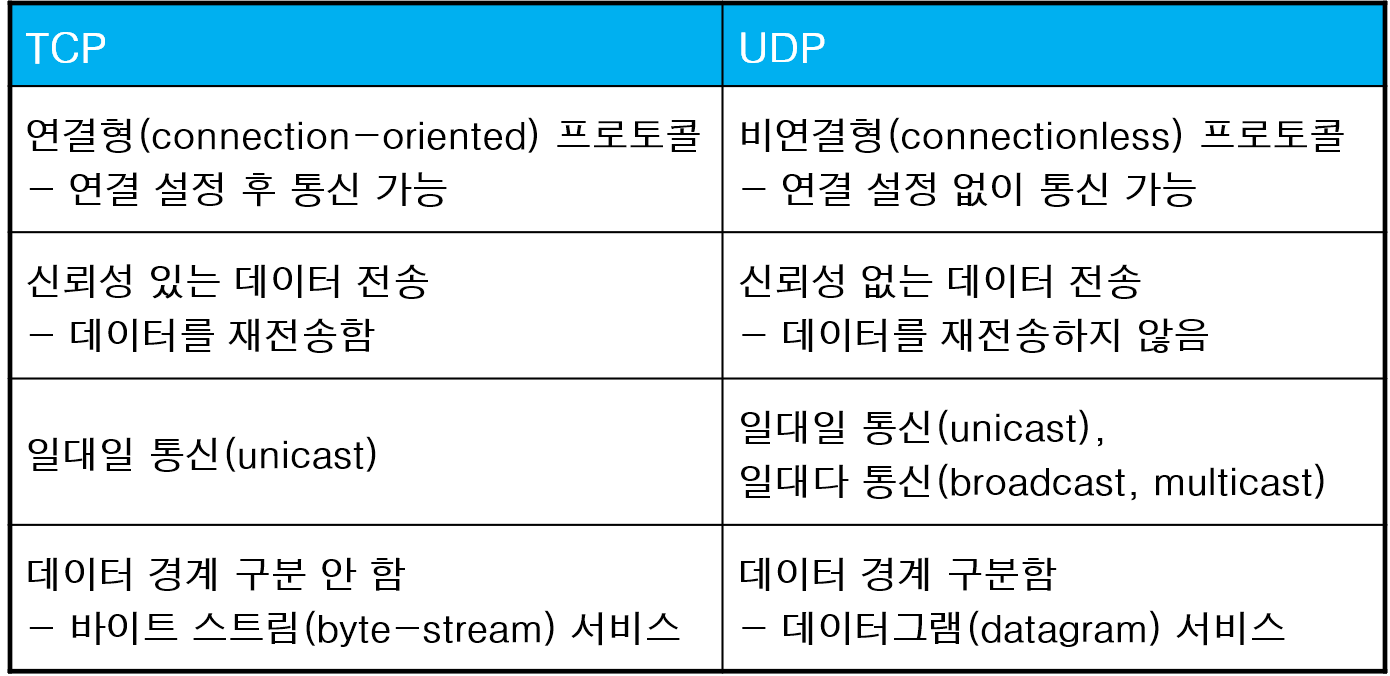 TCP
UDP
연결형(connection-oriented) 프로토콜
- 연결 설정 후 통신 가능
비연결형(connectionless) 프로토콜
- 연결 설정 없이 통신 가능
신뢰성 있는 데이터 전송
- 데이터를 재전송함
신뢰성 없는 데이터 전송
- 데이터를 재전송하지 않음
일대일 통신(unicast)
일대일 통신(unicast),
일대다 통신(broadcast, multicast)
데이터 경계 구분 안 함
- 바이트 스트림(byte-stream) 서비스
데이터 경계 구분함
- 데이터그램(datagram) 서비스